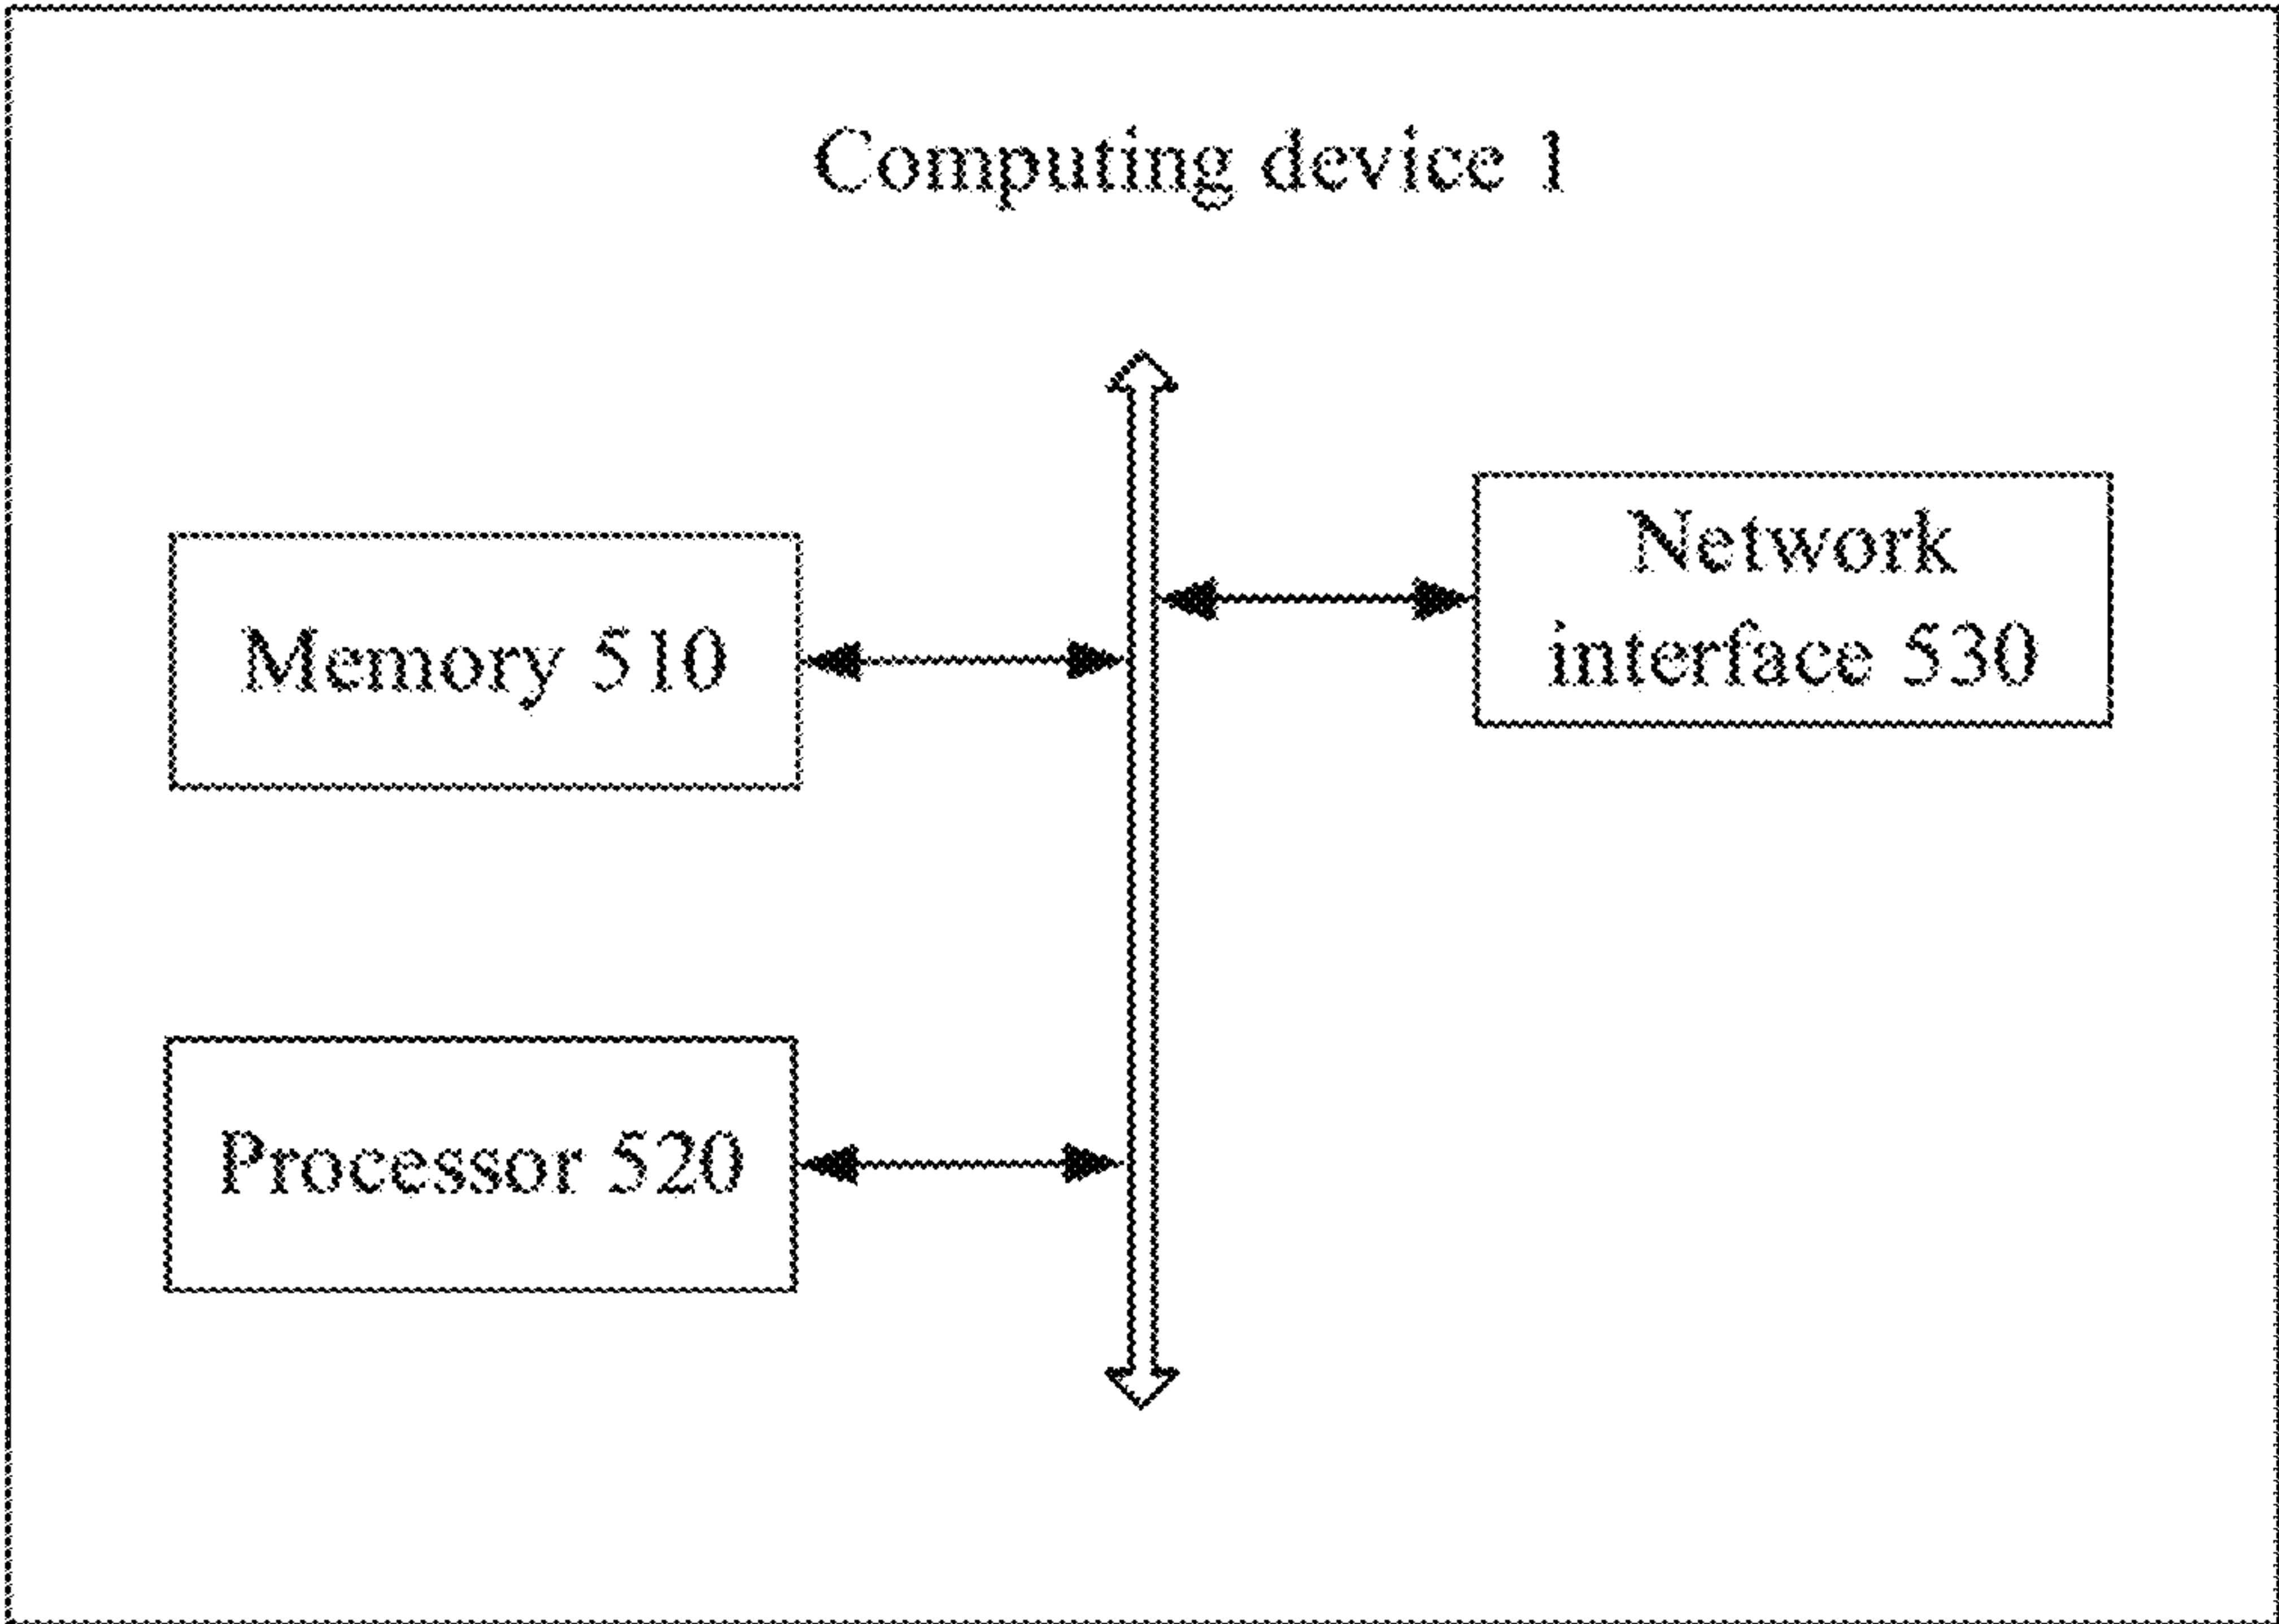 Computing device 1
Network
interface 530
Memory 510
Processor 520